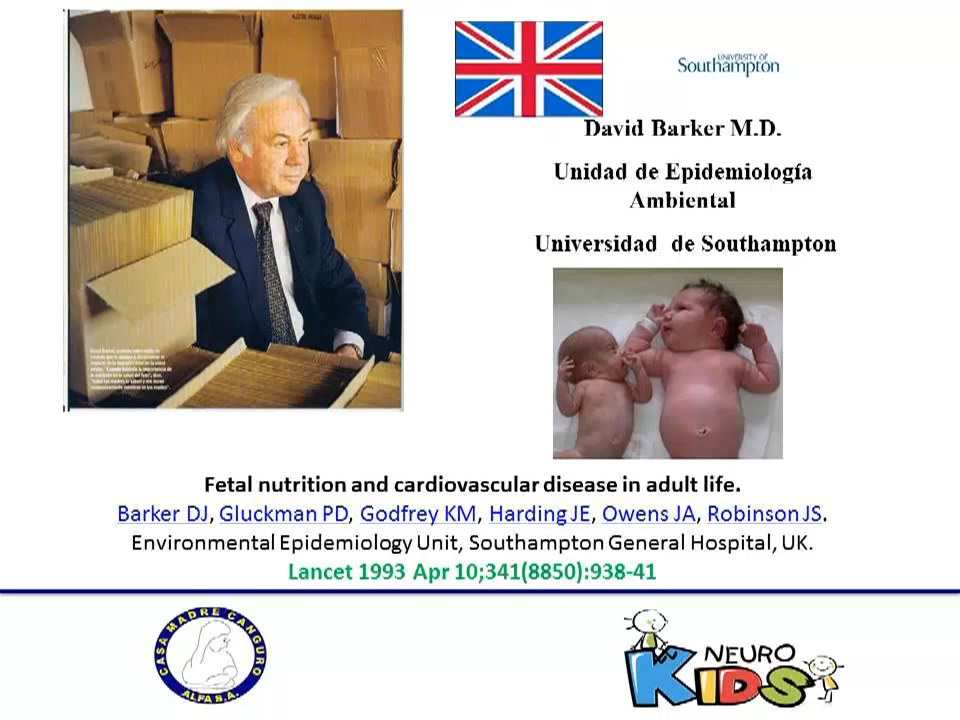 UNIVERSITY OF
Southampton
David Barker M.D.
Unidad de Epidemiología
Ambiental
Universidad de Southampton
Fetal nutrition and cardiovascular disease in adult life.
Barker DJ, Gluckman PD, Godfrey KM, Harding JE, Owens JA, Robinson JS.
Environmental Epidemiology Unit, Southampton General Hospital, UK.
Lancet 1993 Apr 10;341(8850):938-41
CASA MADRE CANGURO
ALFA S.A.
NEURO
KIDS